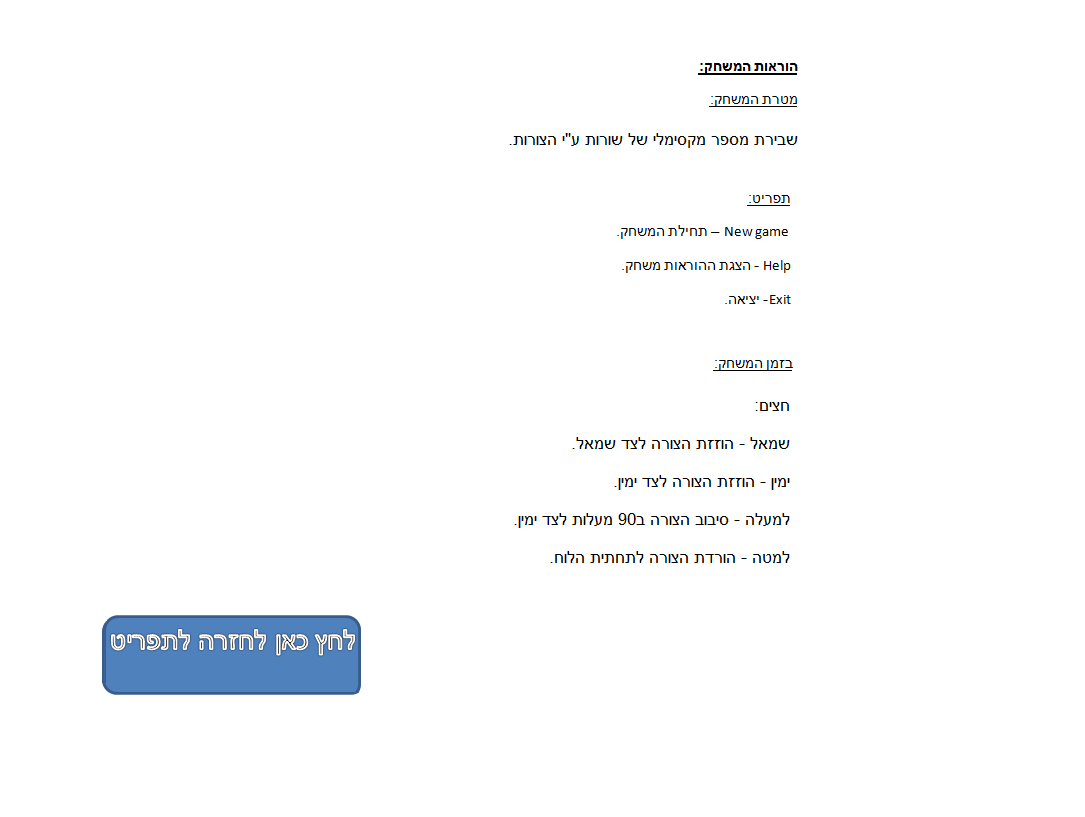 הוראות המשחק:
מטרת המשחק:
שבירת מספר מקסימלי של שורות ע"י הצורות.
תפריט:
New game – תחילת המשחק.
Help - הצגת ההוראות משחק.
Exit- יציאה.
בזמן המשחק:
חצים:
שמאל - הוזזת הצורה לצד שמאל.
ימין - הוזזת הצורה לצד ימין.
למעלה - סיבוב הצורה ב90 מעלות לצד ימין.
למטה - הורדת הצורה לתחתית הלוח.
לחץ כאן לחזרה לתפריט